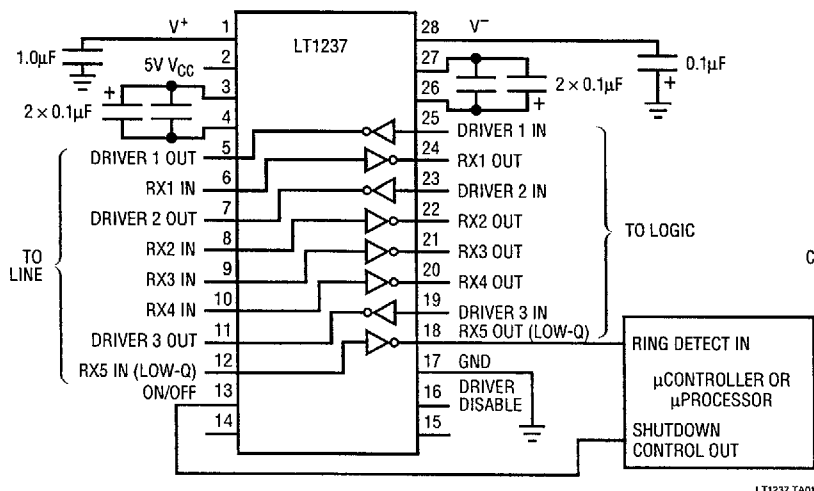 V+ 1 28 V−
LT1237
1.0µF 2 27 0.1µF
5V VCC
+ 3 26 + 2 × 0.1µF +
2 × 0.1µF 4 25 DRIVER 1 IN
DRIVER 1 OUT 5 24 RX1 OUT
RX1 IN 6 23 DRIVER 2 IN
DRIVER 2 OUT 7 22 RX2 OUT
RX2 IN 8 21 RX3 OUT
RX3 IN 9 20 RX4 OUT
RX4 IN 10 19 DRIVER 3 IN
DRIVER 3 OUT 11 18 RX5 OUT (LOW-Q)
RX5 IN (LOW-Q) 12 17 GND
ON/OFF 13 16 DRIVER DISABLE
14 15
TO LINE
TO LOGIC
C
RING DETECT IN
µCONTROLLER OR
µPROCESSOR
SHUTDOWN
CONTROL OUT
LT1237 TA01